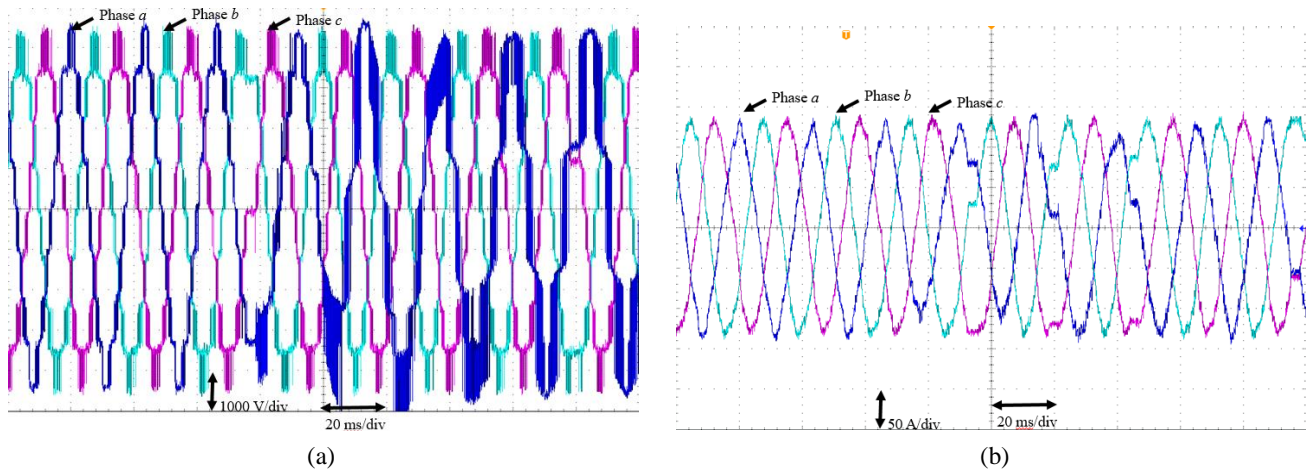 Phase a
Phase b
Phase c
1000 V/div
20 ms/div
(a)
T
Phase a
Phase b
Phase c
50 A/div.
20 ms/div
(b)